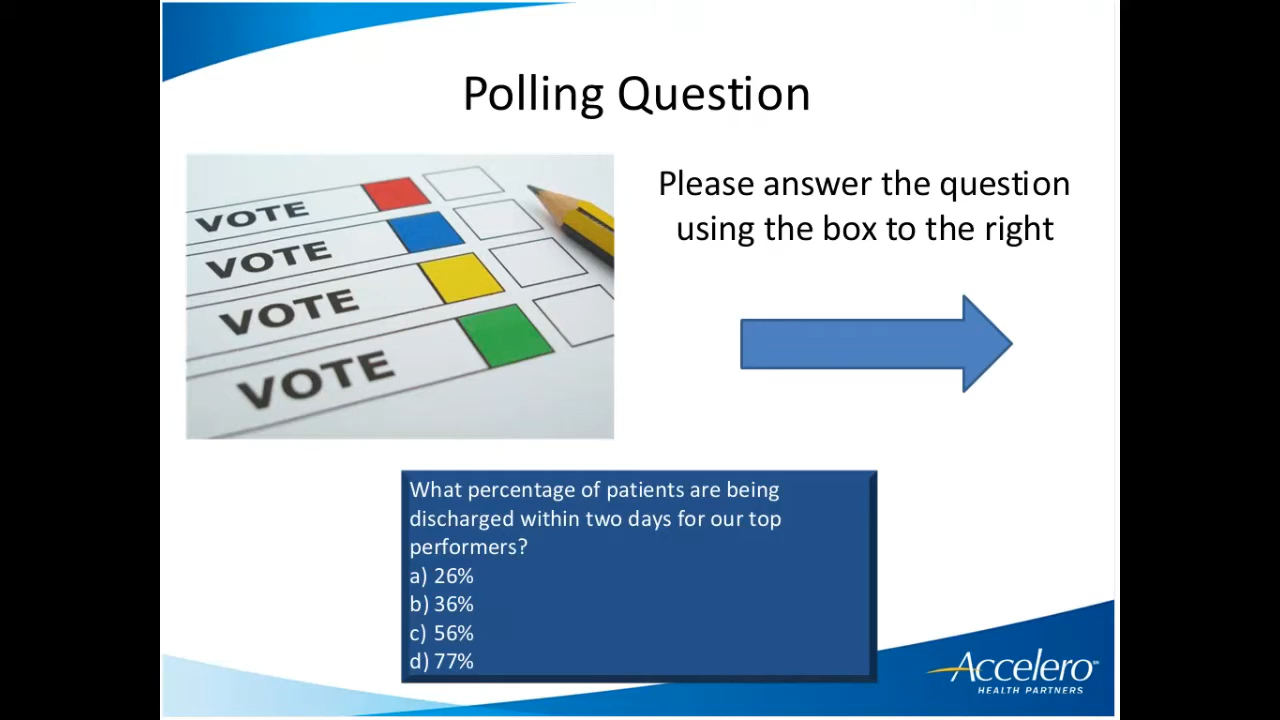 Polling Question
VOTE
VOTE
VOTE
VOTE
Please answer the question
using the box to the right
What percentage of patients are being
discharged within two days for our top
performers?
a) 26%
b) 36%
c) 56%
d) 77%
Accelero
HEALTH PARTNERS